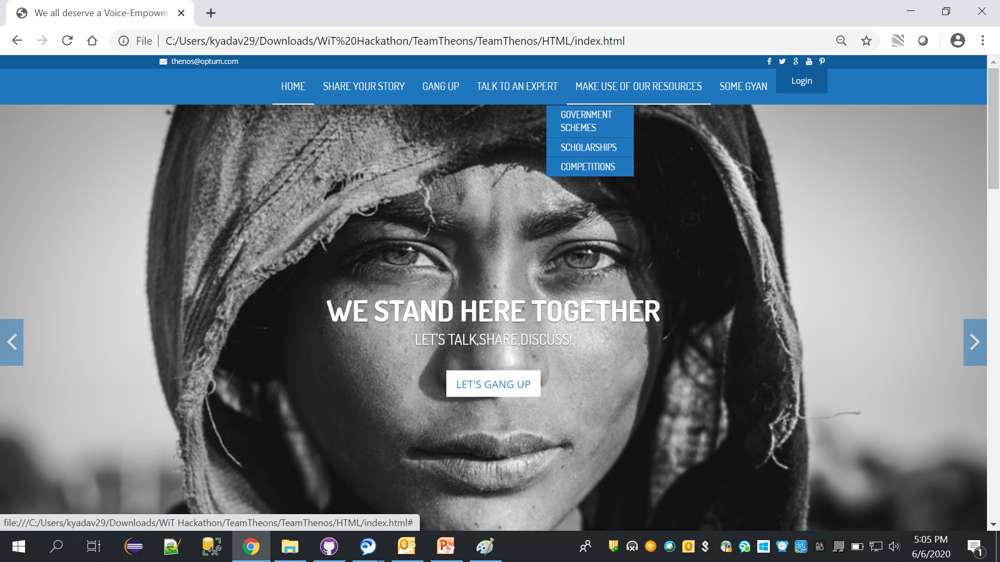 We all deserve a Voice-Empower
File
C:/Users/kyadav29/Downloads/WiT%20Hackathon/TeamTheons/TeamThenos/HTML/index.html
thenos@optum.com
HOME SHARE YOUR STORY GANG UP TALK TO AN EXPERT MAKE USE OF OUR RESOURCES SOME GYAN Login
GOVERNMENT
SCHEMES
SCHOLARSHIPS
COMPETITIONS
WE STAND HERE TOGETHER
LET'S TALK,SHARE,DISCUSS!
LET'S GANG UP
file:///C:/Users/kyadav29/Downloads/WiT Hackathon/TeamTheons/TeamThenos/HTML/index.html#
5:05 PM
6/6/2020
1